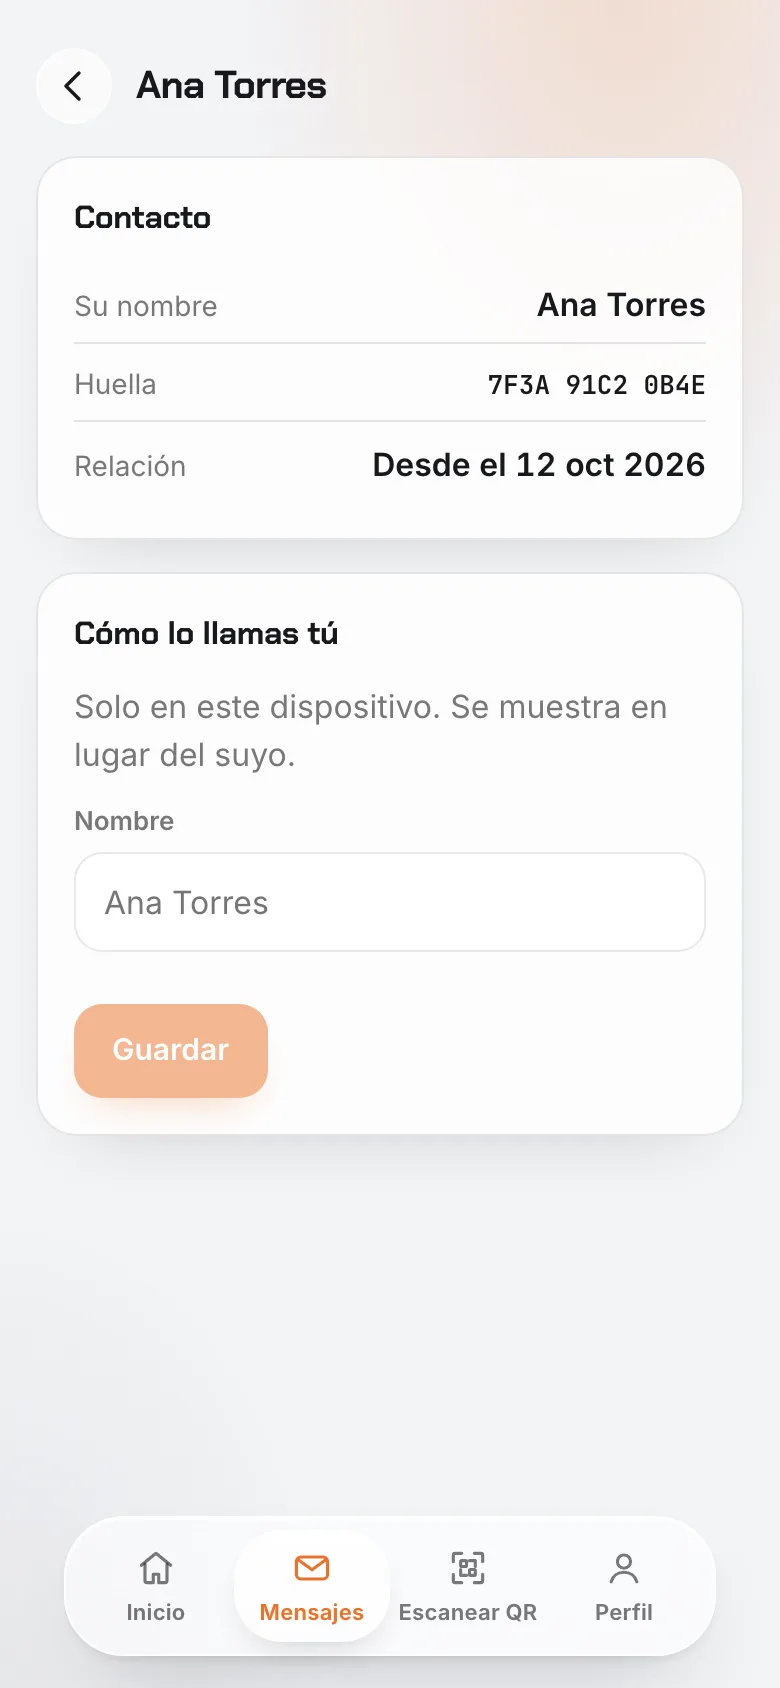 Ana Torres
Contacto
Su nombre Ana Torres
Huella 7F3A 91C2 0B4E
Relación Desde el 12 oct 2026
Cómo lo llamas tú
Solo en este dispositivo. Se muestra en
lugar del suyo.
Nombre
Ana Torres
Guardar
Inicio Mensajes Escanear QR Perfil